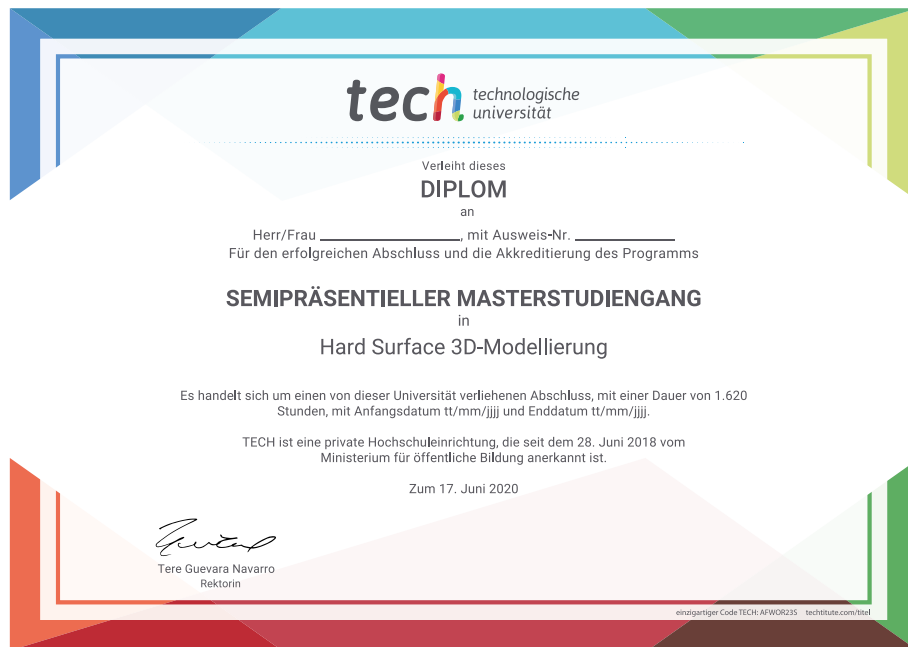 tech technologische
universität
Verleiht dieses
DIPLOM
an
Herr/Frau ____________, mit Ausweis-Nr. ____________
Für den erfolgreichen Abschluss und die Akkreditierung des Programms
SEMIPRÄSENTIELLER MASTERSTUDIENGANG
in
Hard Surface 3D-Modellierung
Es handelt sich um einen von dieser Universität verliehenen Abschluss, mit einer Dauer von 1.620
Stunden, mit Anfangsdatum tt/mm/jjjj und Enddatum tt/mm/jjjj.
TECH ist eine private Hochschuleinrichtung, die seit dem 28. Juni 2018 vom
Ministerium für öffentliche Bildung anerkannt ist.
Zum 17. Juni 2020
Tere Guevara Navarro
Rektorin
einzigartiger Code TECH: AFWOR23S techtitute.com/titel